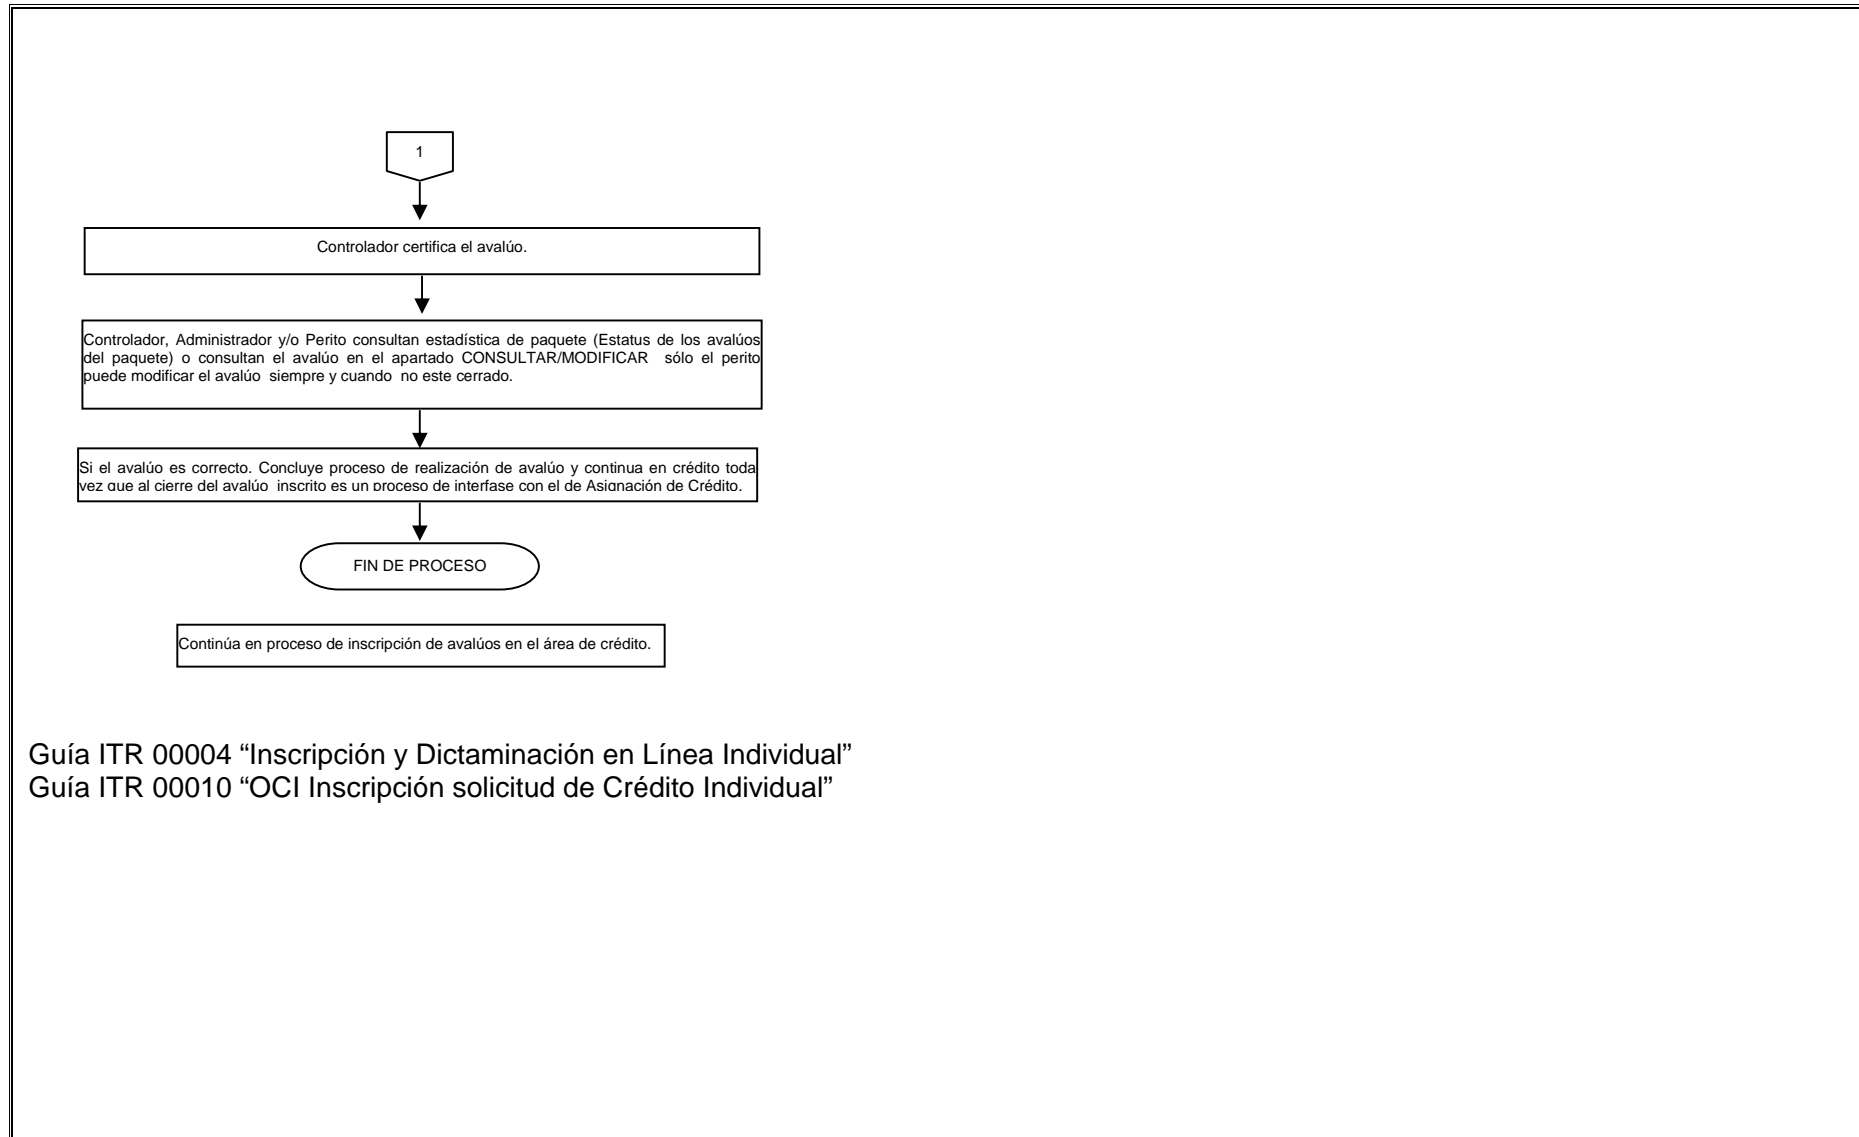 1
Controlador certifica el avalúo.
Controlador, Administrador y/o Perito consultan estadística de paquete (Estatus de los avalúos
del paquete) o consultan el avalúo en el apartado CONSULTAR/MODIFICAR sólo el perito
puede modificar el avalúo siempre y cuando no este cerrado.
Si el avalúo es correcto. Concluye proceso de realización de avalúo y continua en crédito toda
vez que al cierre del avalúo inscrito es un proceso de interfase con el de Asignación de Crédito.
FIN DE PROCESO
Continúa en proceso de inscripción de avalúos en el área de crédito.
Guía ITR 00004 “Inscripción y Dictaminación en Línea Individual”
Guía ITR 00010 “OCI Inscripción solicitud de Crédito Individual”